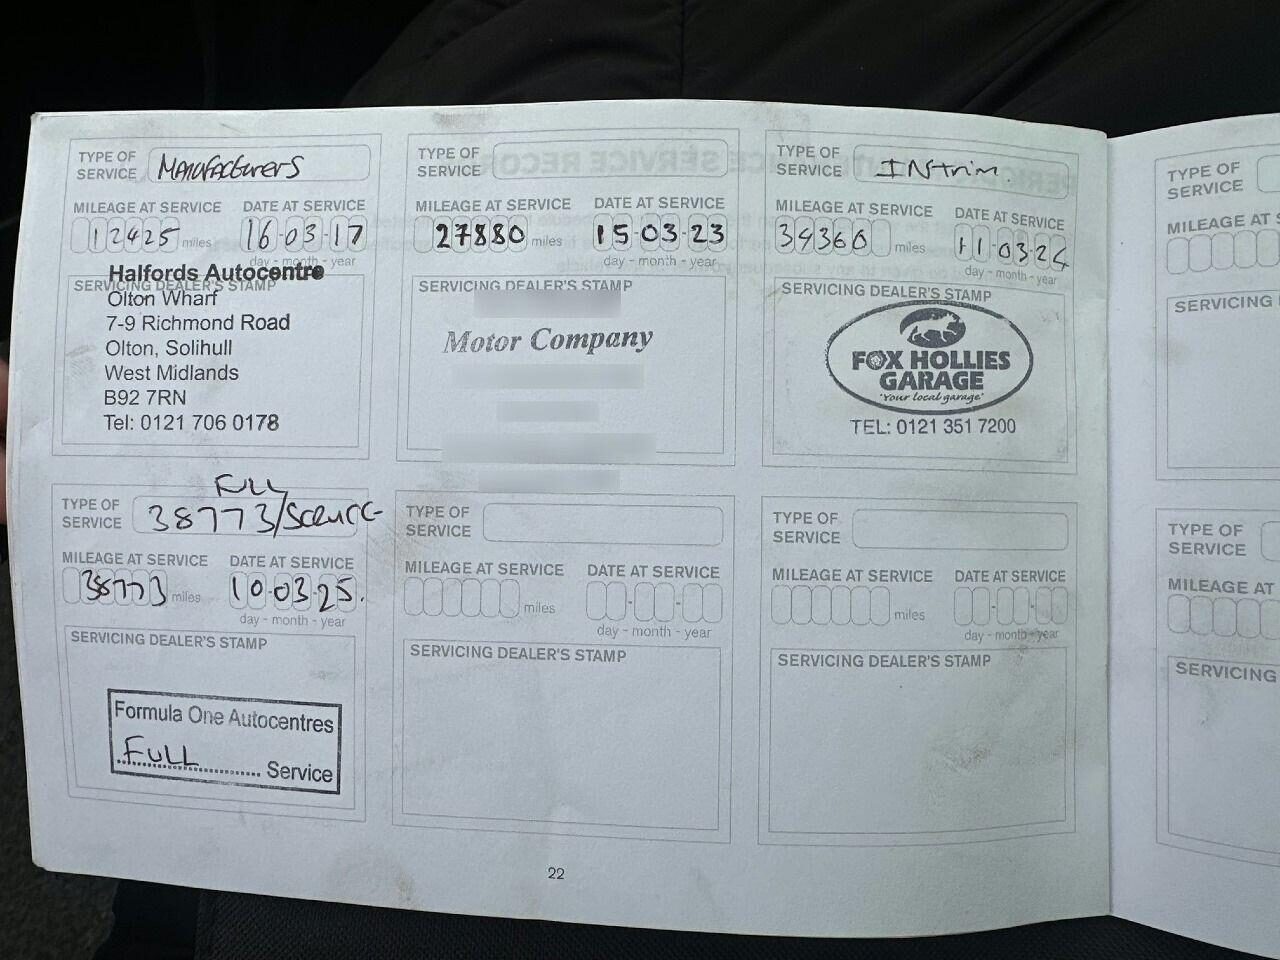 TYPE OF SERVICE MANUFACTURERS
MILEAGE AT SERVICE DATE AT SERVICE
12425 miles 16-03-17
day - month - year
SERVICING DEALER'S STAMP
Halfords Autocentre
Olton Wharf
7-9 Richmond Road
Olton, Solihull
West Midlands
B92 7RN
Tel: 0121 706 0178
TYPE OF SERVICE
MILEAGE AT SERVICE DATE AT SERVICE
27880 miles 15-03-23
day - month - year
SERVICING DEALER'S STAMP
Motor Company
TYPE OF SERVICE INtrim.
MILEAGE AT SERVICE DATE AT SERVICE
34360 miles 11-03-24
day - month - year
SERVICING DEALER'S STAMP
FOX HOLLIES
GARAGE
'Your local garage'
TEL: 0121 351 7200
FULL
TYPE OF SERVICE 38773/
MILEAGE AT SERVICE DATE AT SERVICE
38773 miles 10-03-25.
day - month - year
SERVICING DEALER'S STAMP
Formula One Autocentres
FULL Service
TYPE OF SERVICE
MILEAGE AT SERVICE DATE AT SERVICE
miles
day - month - year
SERVICING DEALER'S STAMP
TYPE OF SERVICE
MILEAGE AT SERVICE DATE AT SERVICE
miles
day - month - year
SERVICING DEALER'S STAMP
22
TYPE OF
SERVICE
MILEAGE AT
SERVICING
TYPE OF
SERVICE
MILEAGE AT
SERVICING